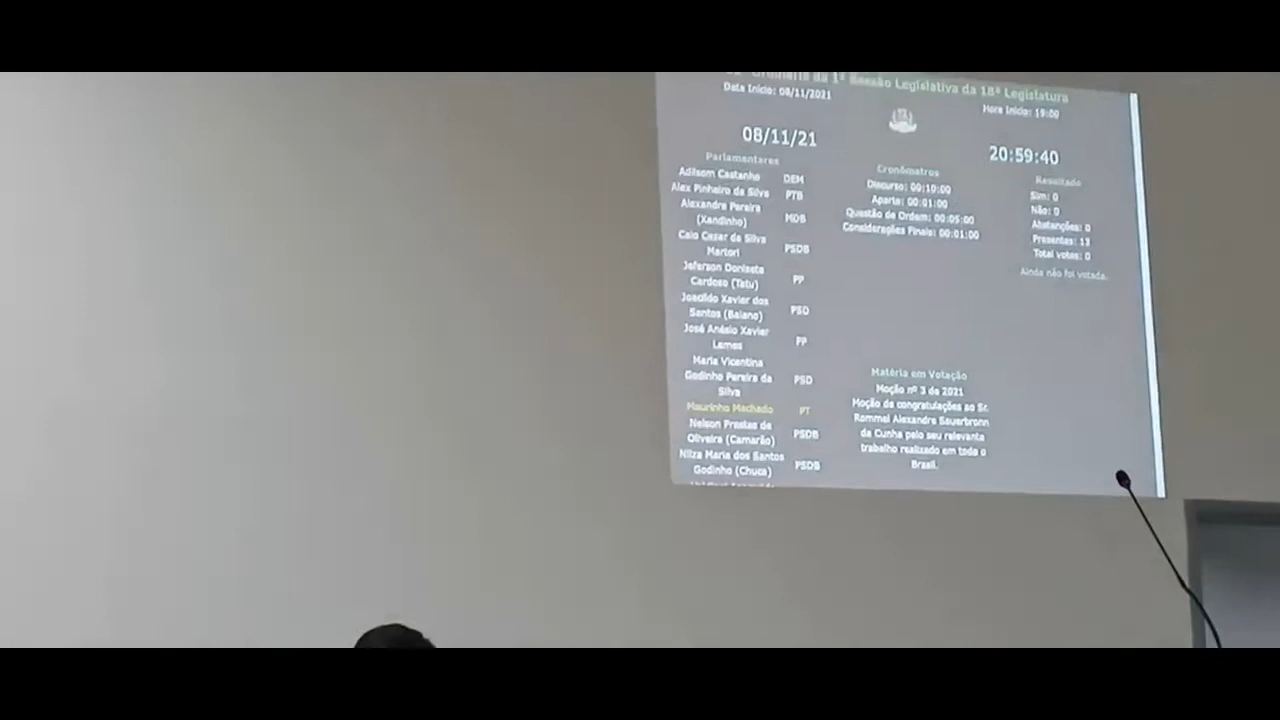 Ordinária da 1ª Sessão Legislativa da 18ª Legislatura
Data Início: 08/11/2021
Hora Início: 19:00
08/11/21
20:59:40
Parlamentares
Adilsom Castanho DEM
Alex Pinheiro da Silva PTB
Alexandre Pereira
(Xandinho) MDB
Caio Cesar da Silva
Martori PSDB
Jeferson Donisete
Cardoso (Tatu) PP
Joacildo Xavier dos
Santos (Baiano) PSD
José Anésio Xavier
Lemes PP
Maria Vicentina
Godinho Pereira da
Silva PSD
Maurinho Machado PT
Nelson Prestes de
Oliveira (Camarão) PSDB
Nilza Maria dos Santos
Godinho (Chuca) PSDB
Cronômetros
Discurso: 00:10:00
Aparte: 00:01:00
Questão de Ordem: 00:05:00
Considerações Finais: 00:01:00
Resultado
Sim: 0
Não: 0
Abstenções: 0
Presentes: 13
Total votos: 0
Ainda não foi votada.
Matéria em Votação
Moção nº 3 de 2021
Moção de congratulações ao Sr.
Rommel Alexandre Sauerbronn
da Cunha pelo seu relevante
trabalho realizado em todo o
Brasil.